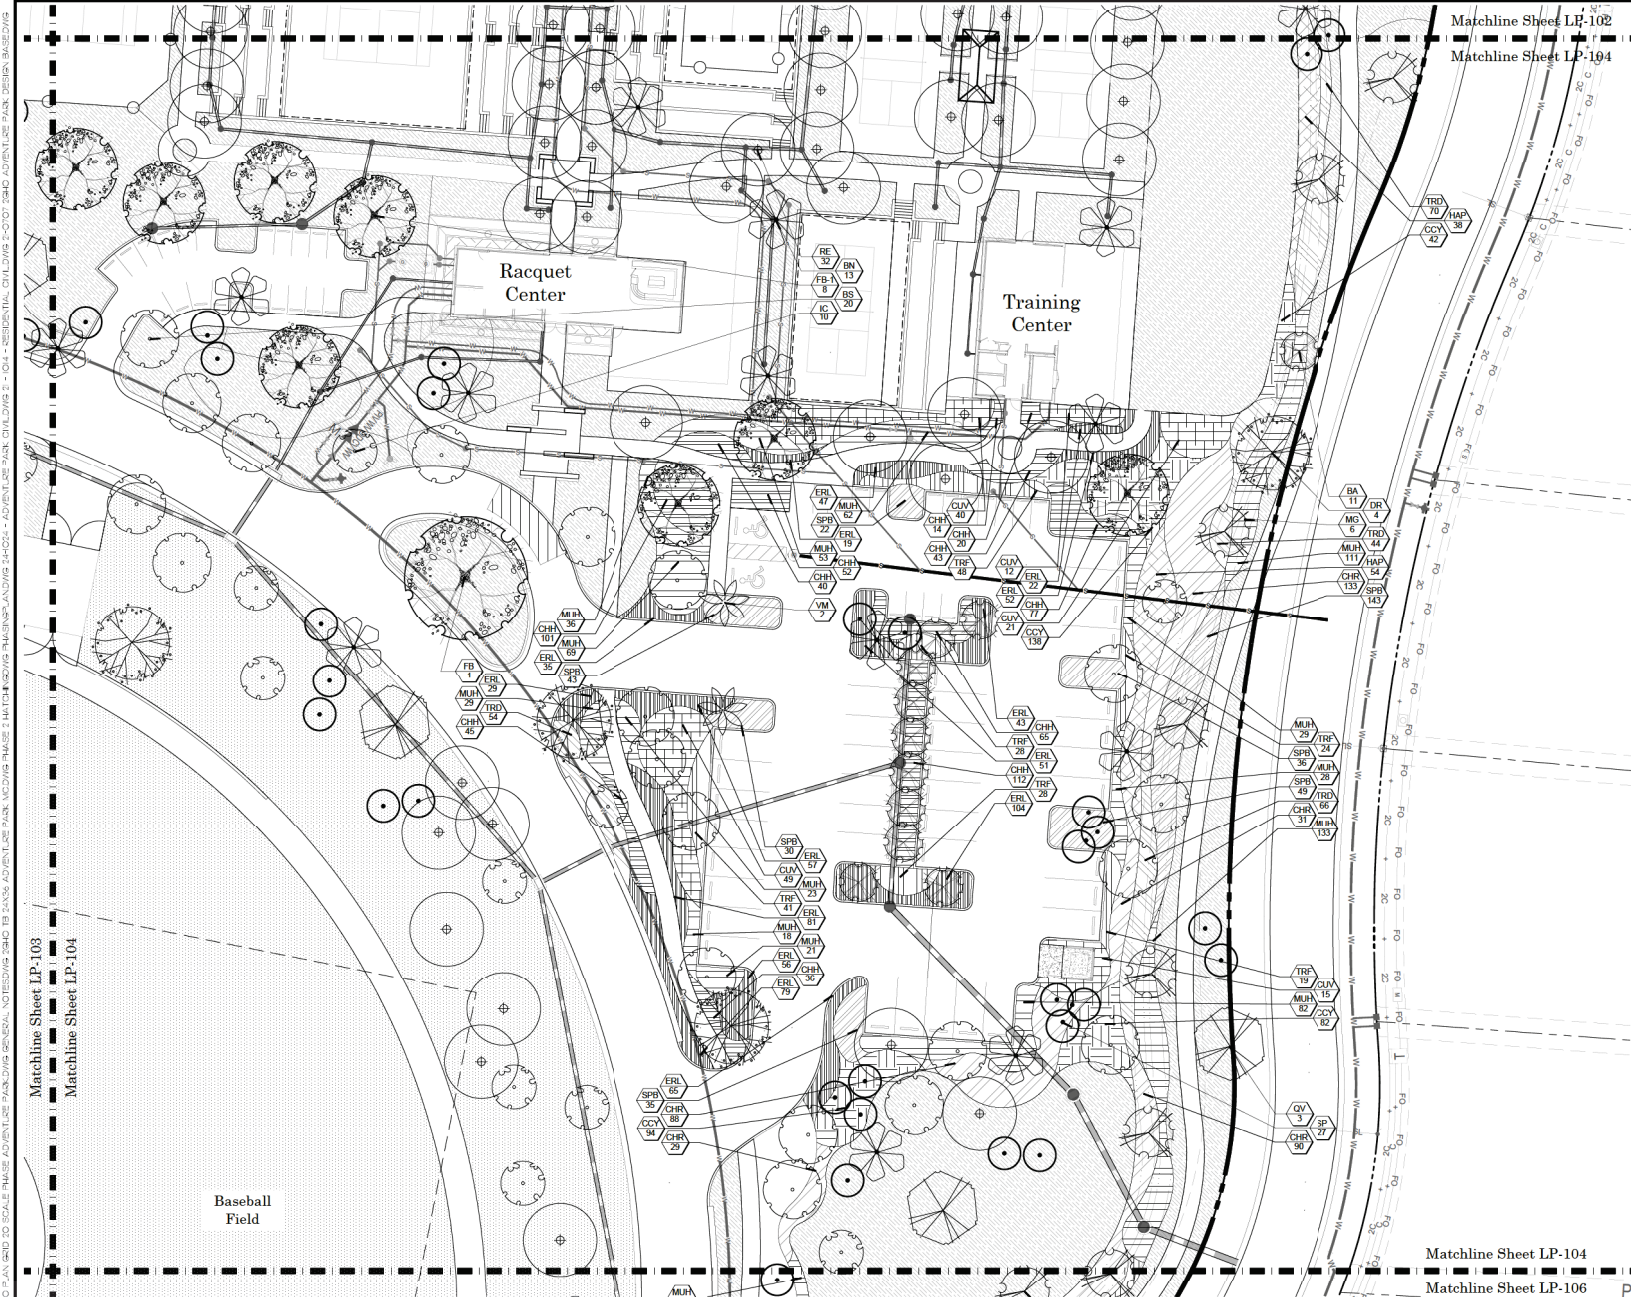 Matchline Sheet LP-102
Matchline Sheet LP-104
TRD
70
HAP
38
CCY
42
Racquet
Center
RE
32
BN
13
FB-1
8
BS
20
IC
10
Training
Center
ERL
47
MUH
62
SPB
22
ERL
19
MUH
53
CHH
52
CHH
40
VM
2
CUV
40
CHH
14
CHH
20
CHH
43
TRF
48
CUV
12
ERL
22
ERL
52
CHH
77
CUV
21
CCY
138
BA
11
DR
4
MG
6
TRD
44
MUH
111
HAP
54
CHR
133
SPB
143
MUH
36
CHH
101
MUH
69
ERL
35
SPB
43
FB
1
ERL
29
MUH
29
TRD
54
CHH
45
ERL
43
CHH
65
TRF
28
ERL
51
CHH
112
TRF
28
ERL
104
MUH
29
TRF
24
SPB
36
MUH
28
SPB
49
TRD
66
CHR
31
MUH
133
SPB
30
ERL
57
CUV
49
MUH
23
TRF
41
ERL
81
MUH
18
MUH
21
ERL
56
CHH
36
ERL
79
TRF
19
CUV
15
MUH
82
CCY
82
ERL
65
SPB
35
CHR
88
CCY
94
CHR
29
QV
3
SP
27
CHR
90
Matchline Sheet LP-103
Matchline Sheet LP-104
Baseball
Field
Matchline Sheet LP-104
Matchline Sheet LP-106
MUH